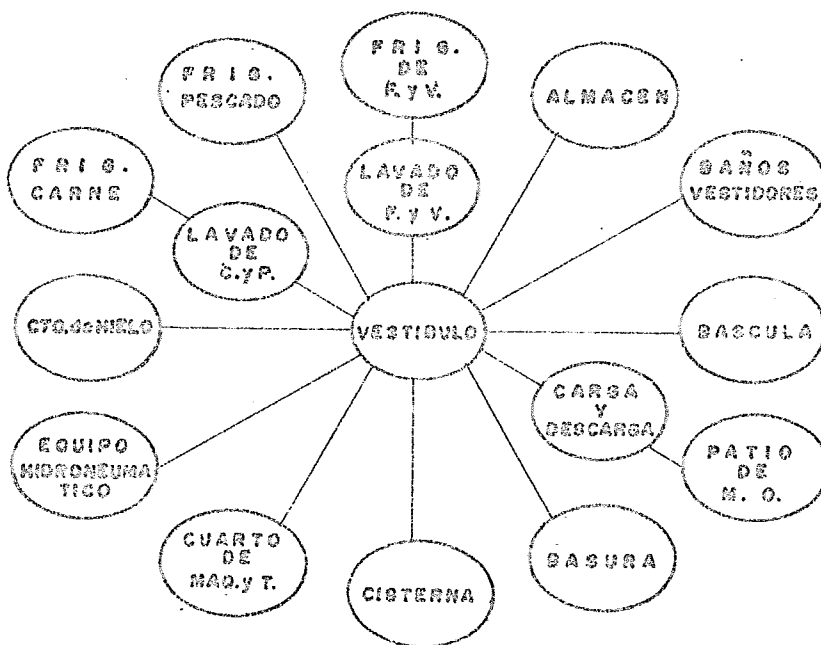 FRIG.
DE
F. y V.
FRIG.
PESCADO
ALMACEN
LAVADO
DE
F. y V.
BAÑOS
VESTIDORES
FRIG.
CARNE
LAVADO
DE
C. y P.
CTO. de HIELO
VESTIBULO
BASCULA
CARGA
Y
DESCARGA
EQUIPO
HIDRONEUMA
TICO
PATIO
DE
M. O.
CUARTO
DE
MAQ. y T.
CISTERNA
BASURA